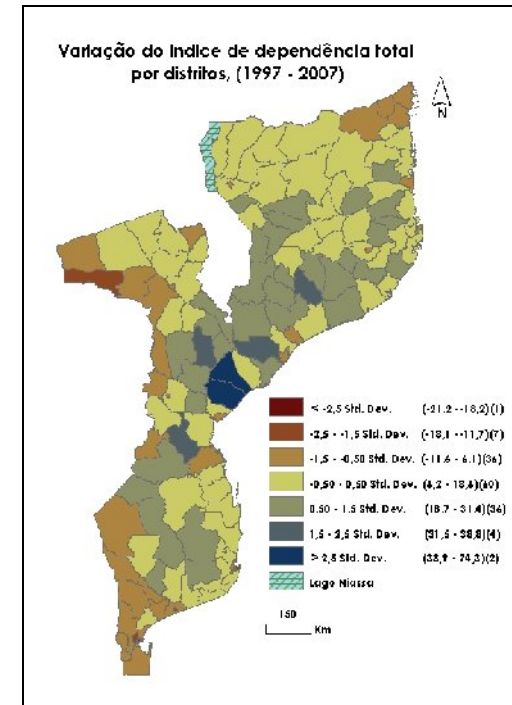 Variação do índice de dependência total
por distritos, (1997 - 2007)
N
< -2,5 Std. Dev. (-21.2 --18,2)(1)
-2,5 - -1,5 Std. Dev. (-18,1 --11,7)(7)
-1,5 - -0,50 Std. Dev. (-11,6 - 6,1)(36)
-0,50 - 0,50 Std. Dev. (6,2 - 18,6)(60)
0,50 - 1,5 Std. Dev. (18,7 - 31,4)(36)
1,5 - 2,5 Std. Dev. (31,5 - 38,8)(4)
> 2,5 Std. Dev. (38,9 - 74,3)(2)
Lago Niassa
150
Km